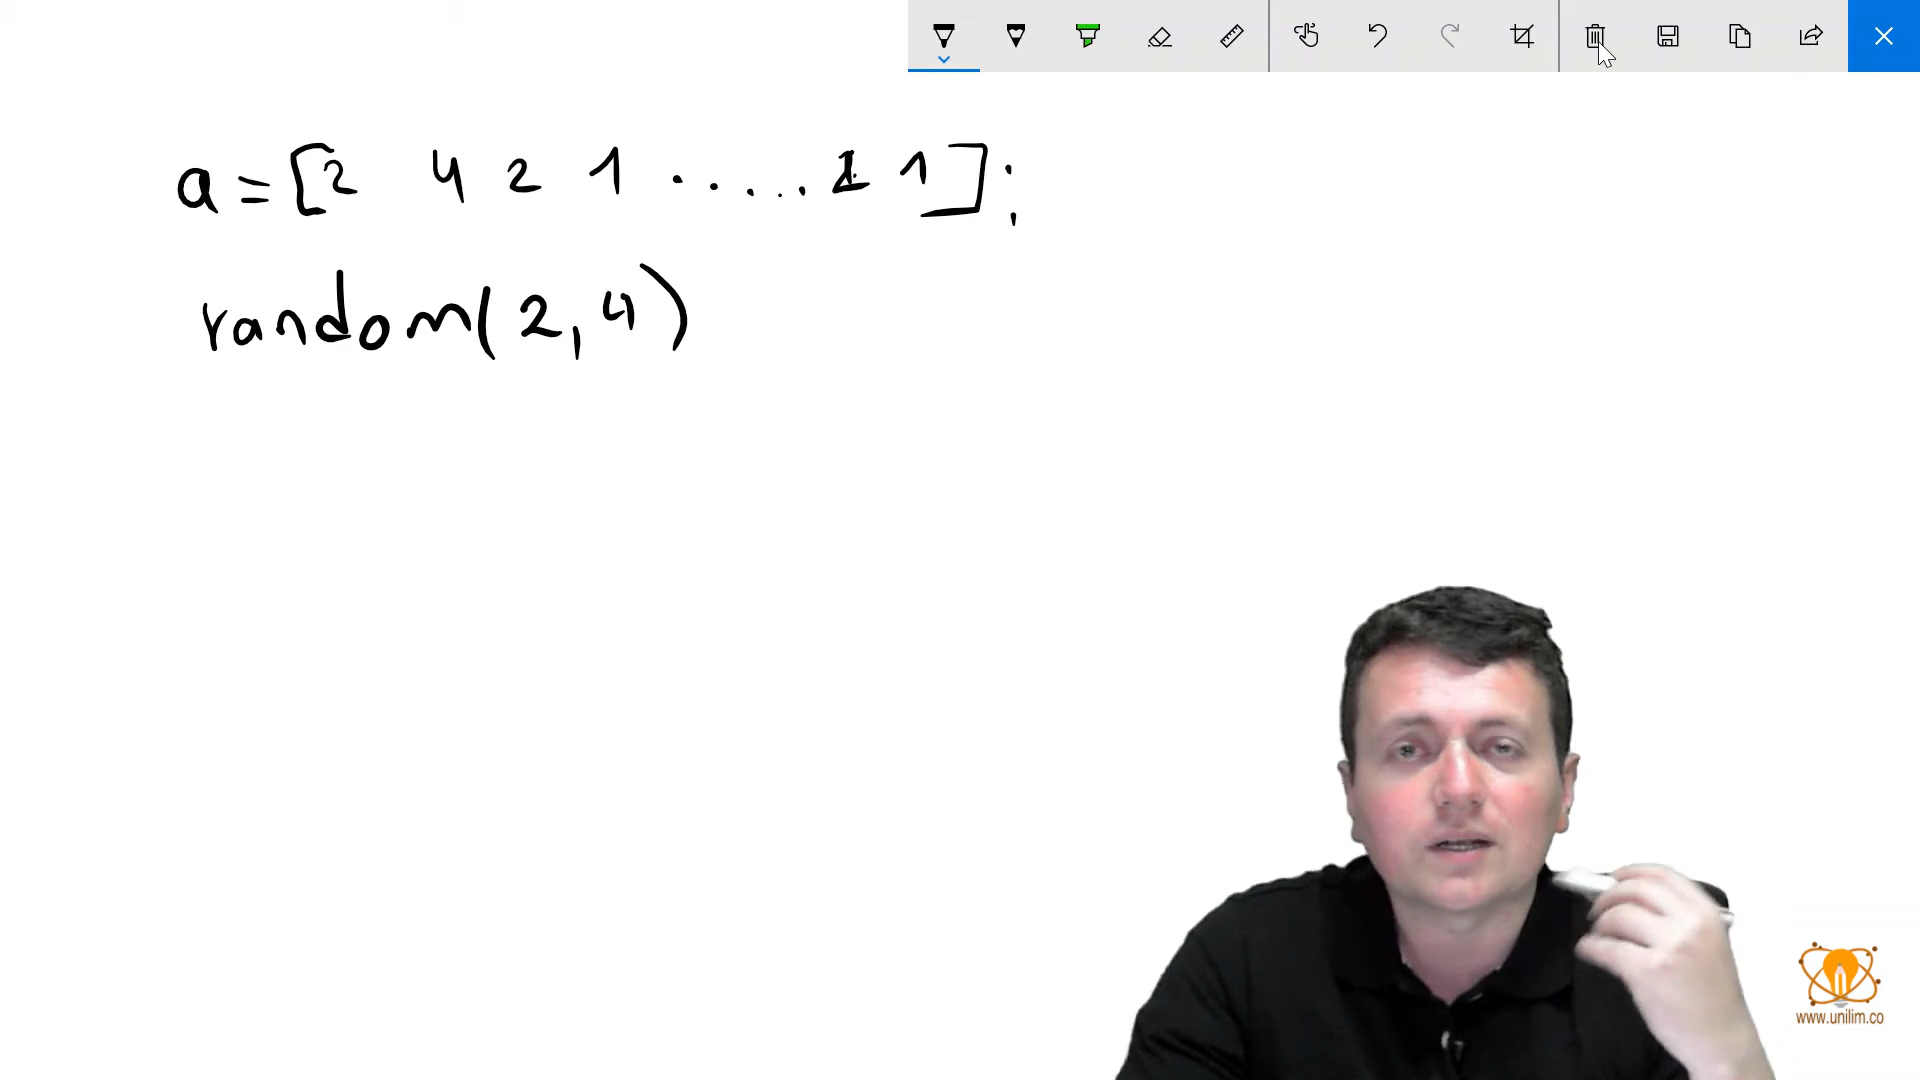 a = [2 4 2 1 ..... 1 1];
random(2,4)
www.unilim.co